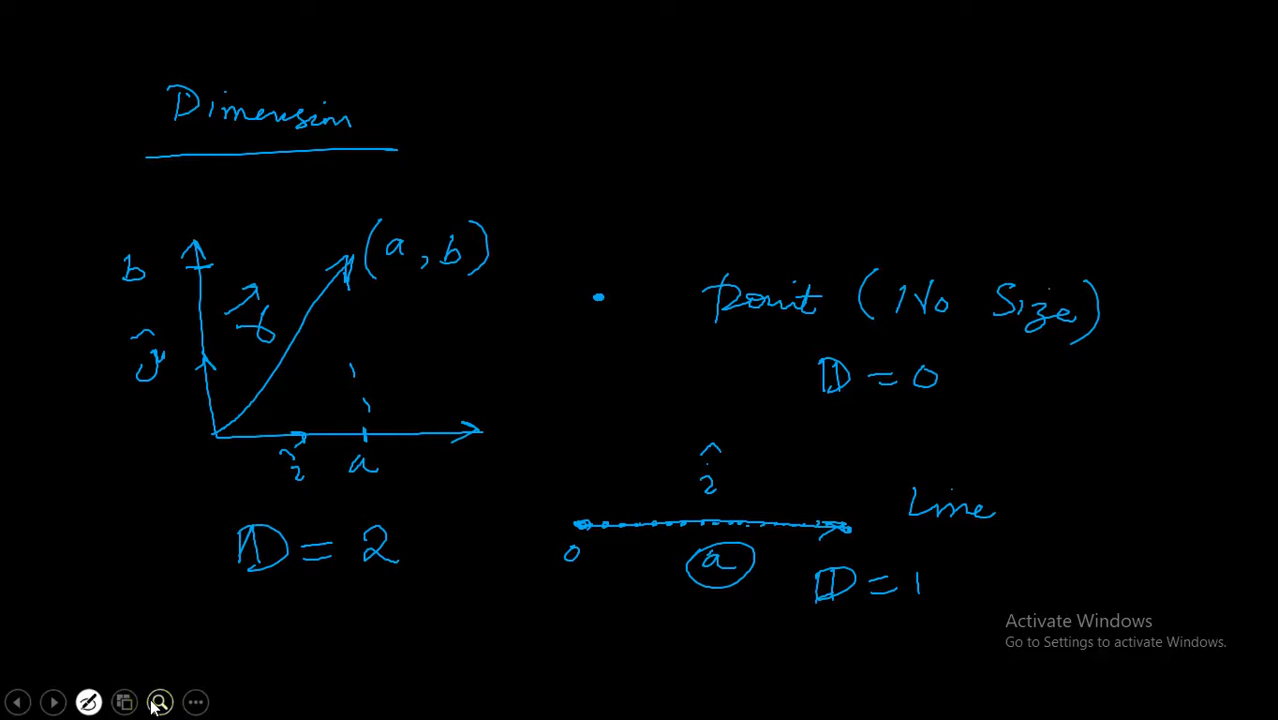 Dimension
b
(a, b)
ĵ
î
a
D = 2
Point (No Size)
D = 0
î
Line
0
a
D = 1
Activate Windows
Go to Settings to activate Windows.